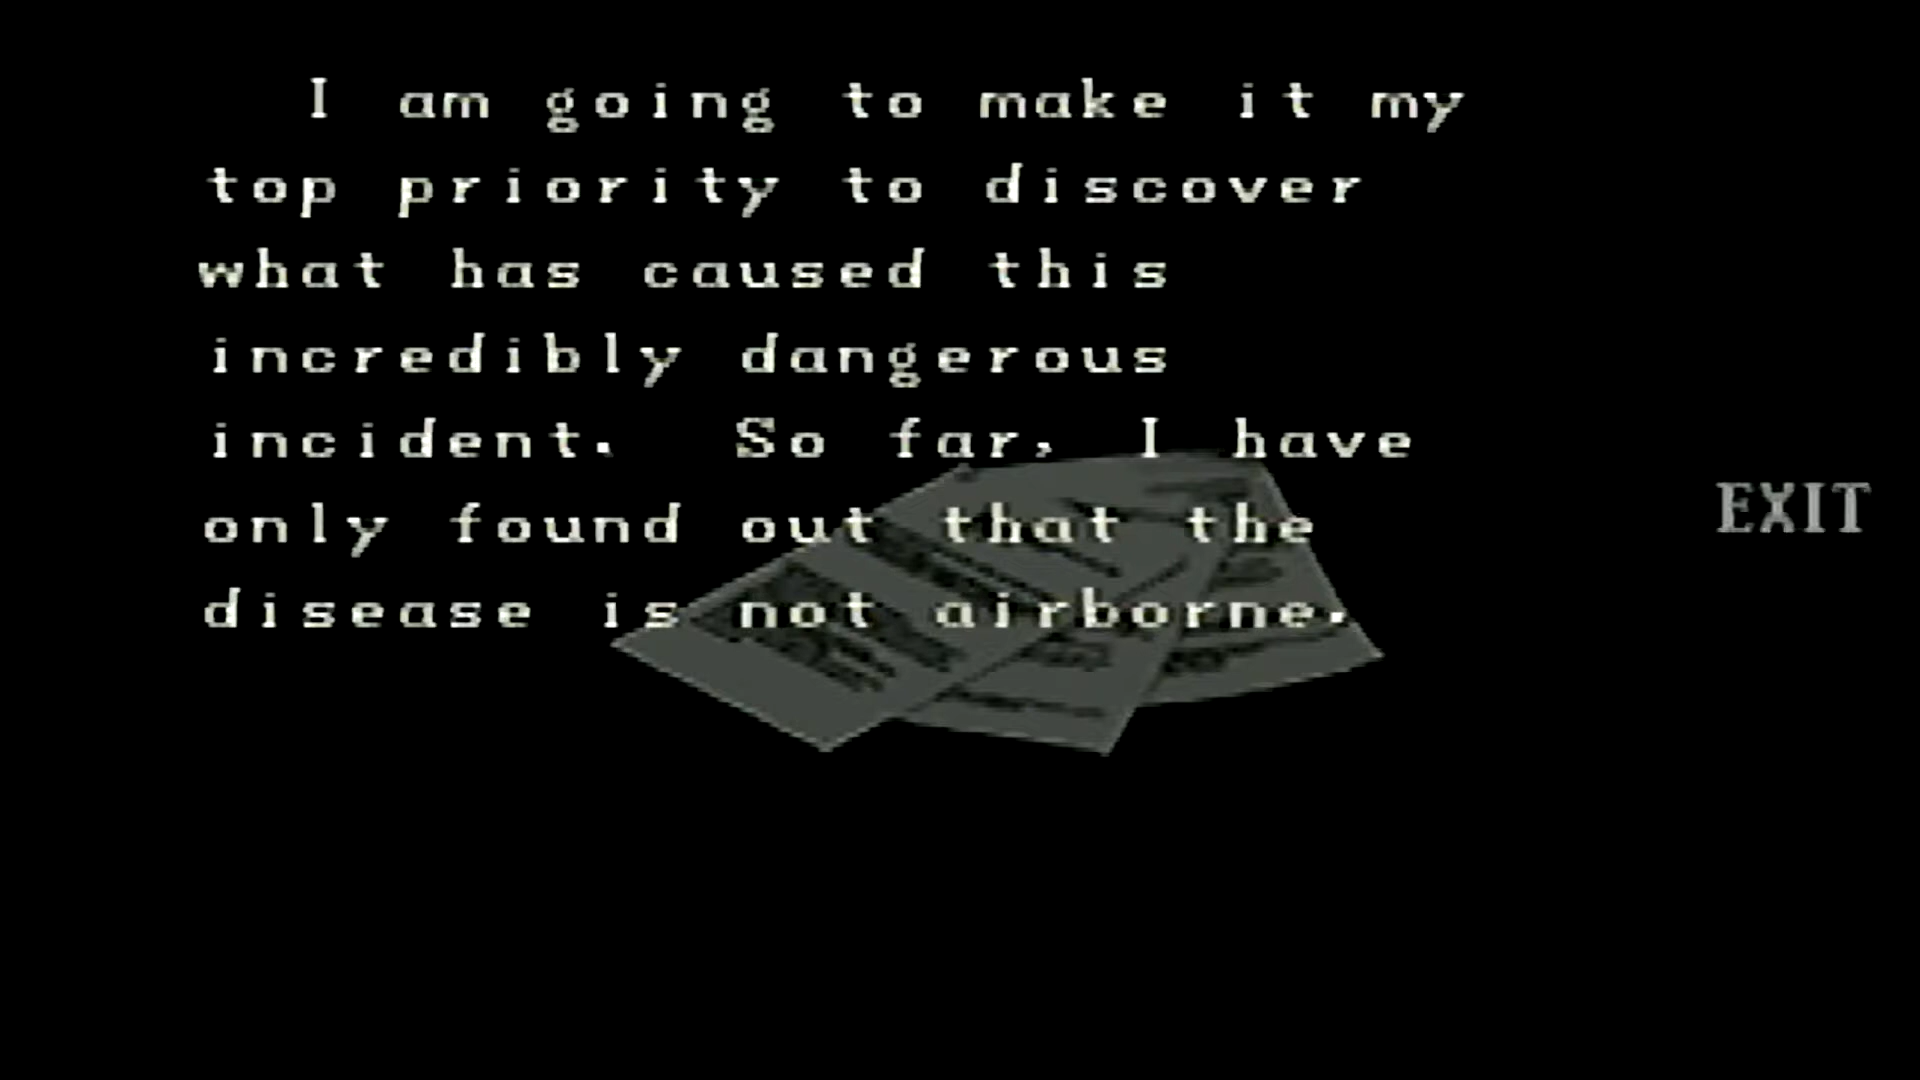 I am going to make it my
top priority to discover
what has caused this
incredibly dangerous
incident. So far, I have
only found out that the
disease is not airborne.
EXIT